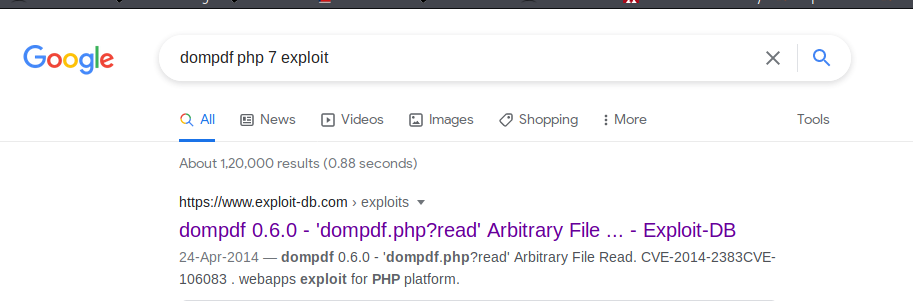 Google
dompdf php 7 exploit
All News Videos Images Shopping More Tools
About 1,20,000 results (0.88 seconds)
https://www.exploit-db.com › exploits
dompdf 0.6.0 - 'dompdf.php?read' Arbitrary File ... - Exploit-DB
24-Apr-2014 — dompdf 0.6.0 - 'dompdf.php?read' Arbitrary File Read. CVE-2014-2383CVE-
106083 . webapps exploit for PHP platform.